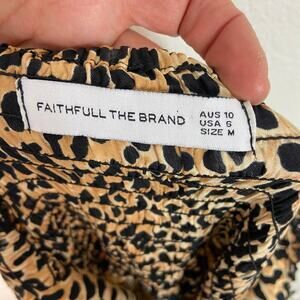 FAITHFULL THE BRAND
AUS 10
USA 6
SIZE M